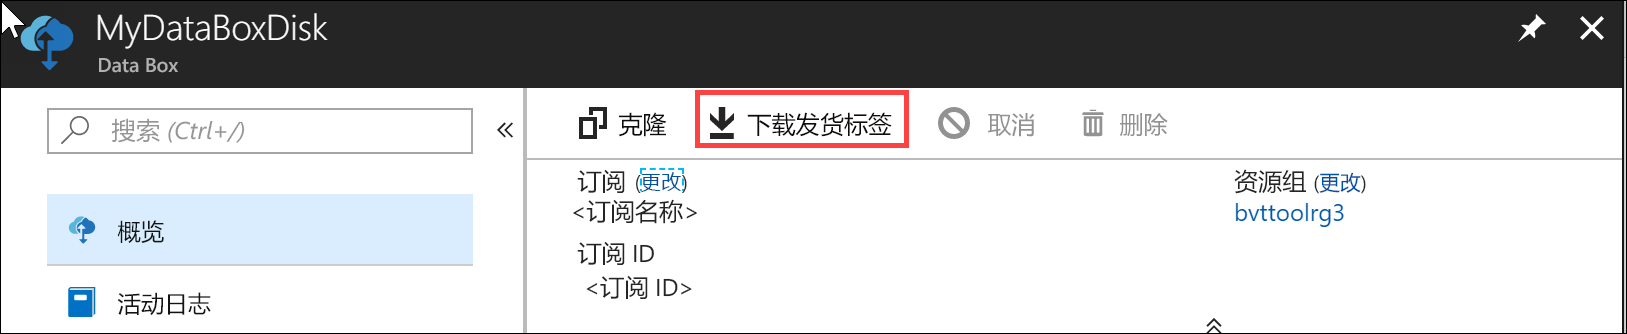 MyDataBoxDisk
Data Box
搜索 (Ctrl+/)
概览
活动日志
克隆 下载发货标签 取消 删除
订阅 (更改)
<订阅名称>
订阅 ID
<订阅 ID>
资源组 (更改)
bvttoolrg3